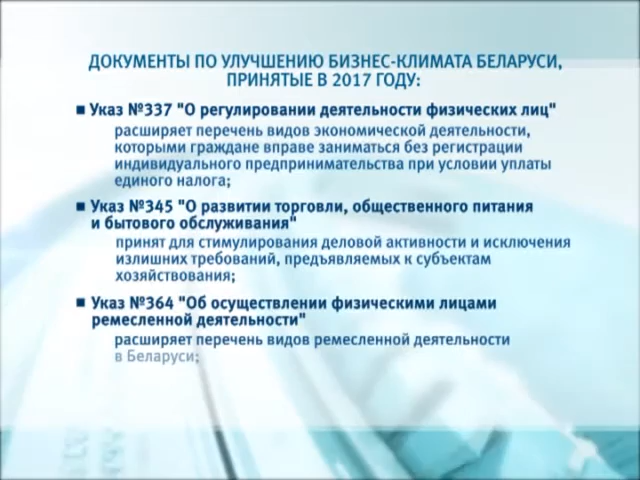 ДОКУМЕНТЫ ПО УЛУЧШЕНИЮ БИЗНЕС-КЛИМАТА БЕЛАРУСИ,
ПРИНЯТЫЕ В 2017 ГОДУ:
■ Указ №337 "О регулировании деятельности физических лиц"
расширяет перечень видов экономической деятельности,
которыми граждане вправе заниматься без регистрации
индивидуального предпринимательства при условии уплаты
единого налога;
■ Указ №345 "О развитии торговли, общественного питания
и бытового обслуживания"
принят для стимулирования деловой активности и исключения
излишних требований, предъявляемых к субъектам
хозяйствования;
■ Указ №364 "Об осуществлении физическими лицами
ремесленной деятельности"
расширяет перечень видов ремесленной деятельности
в Беларуси;